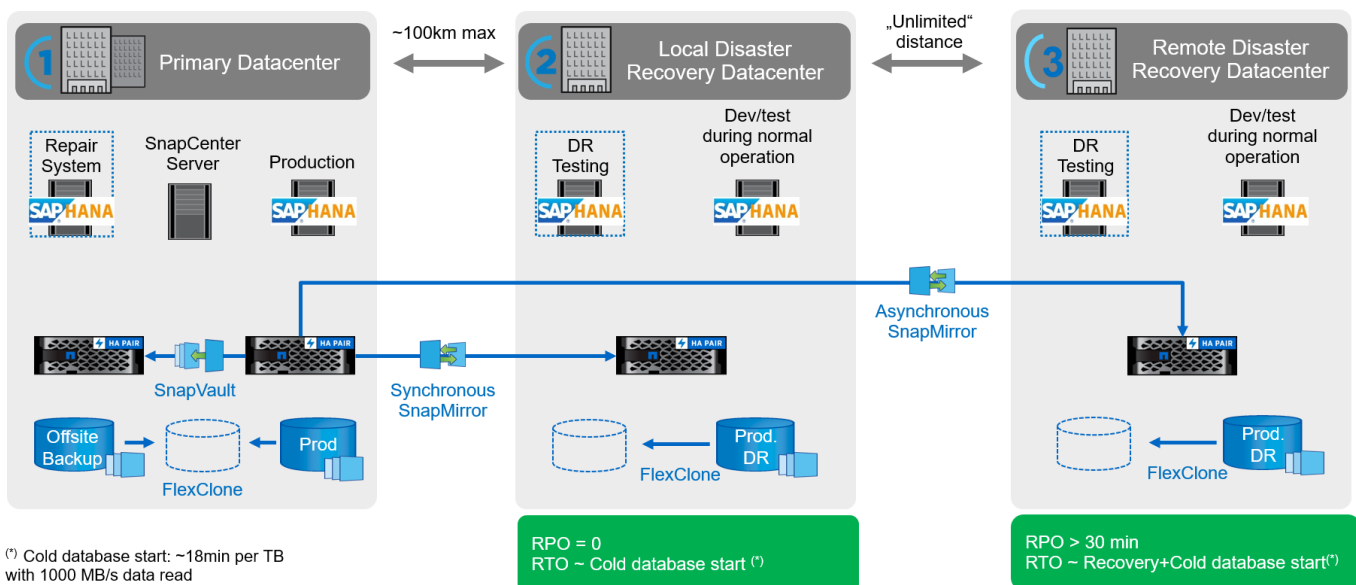 1
Primary Datacenter
~100km max
2
Local Disaster
Recovery Datacenter
„Unlimited“
distance
3
Remote Disaster
Recovery Datacenter
Repair
System
SAP HANA
SnapCenter
Server
Production
SAP HANA
DR
Testing
SAP HANA
Dev/test
during normal
operation
SAP HANA
DR
Testing
SAP HANA
Dev/test
during normal
operation
SAP HANA
HA PAIR
SnapVault
HA PAIR
Synchronous
SnapMirror
HA PAIR
Asynchronous
SnapMirror
HA PAIR
Offsite
Backup
FlexClone
Prod
FlexClone
Prod.
DR
FlexClone
Prod.
DR
(*) Cold database start: ~18min per TB
with 1000 MB/s data read
RPO = 0
RTO ~ Cold database start (*)
RPO > 30 min
RTO ~ Recovery+Cold database start(*)